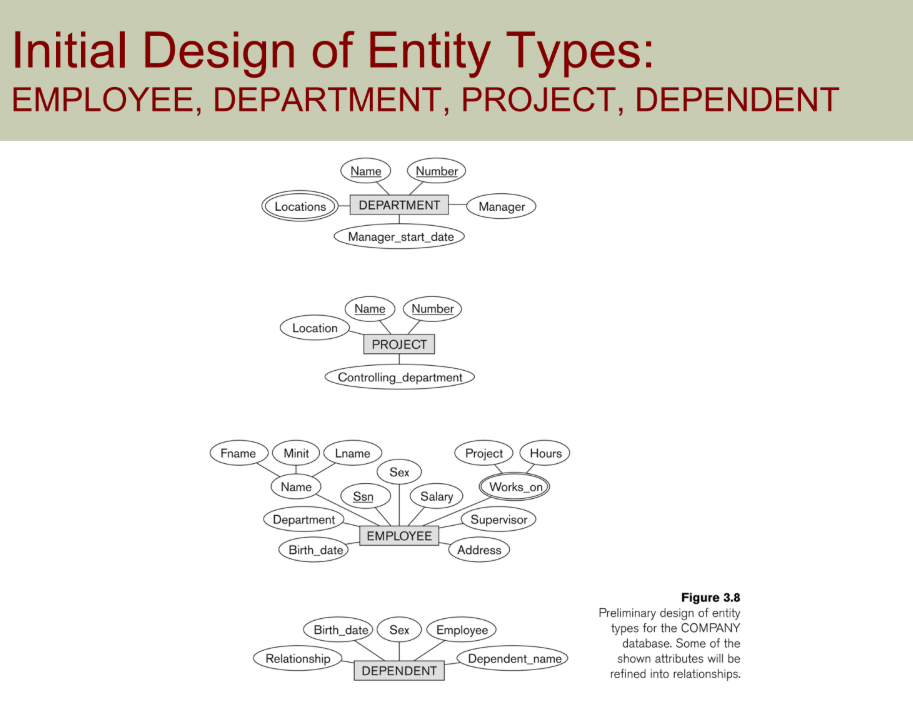 Initial Design of Entity Types:
EMPLOYEE, DEPARTMENT, PROJECT, DEPENDENT
Name
Number
Locations
DEPARTMENT
Manager
Manager_start_date
Name
Number
Location
PROJECT
Controlling_department
Fname
Minit
Lname
Project
Hours
Sex
Name
Ssn
Salary
Works_on
Department
Supervisor
EMPLOYEE
Birth_date
Address
Birth_date
Sex
Employee
Relationship
Dependent_name
DEPENDENT
Figure 3.8
Preliminary design of entity
types for the COMPANY
database. Some of the
shown attributes will be
refined into relationships.